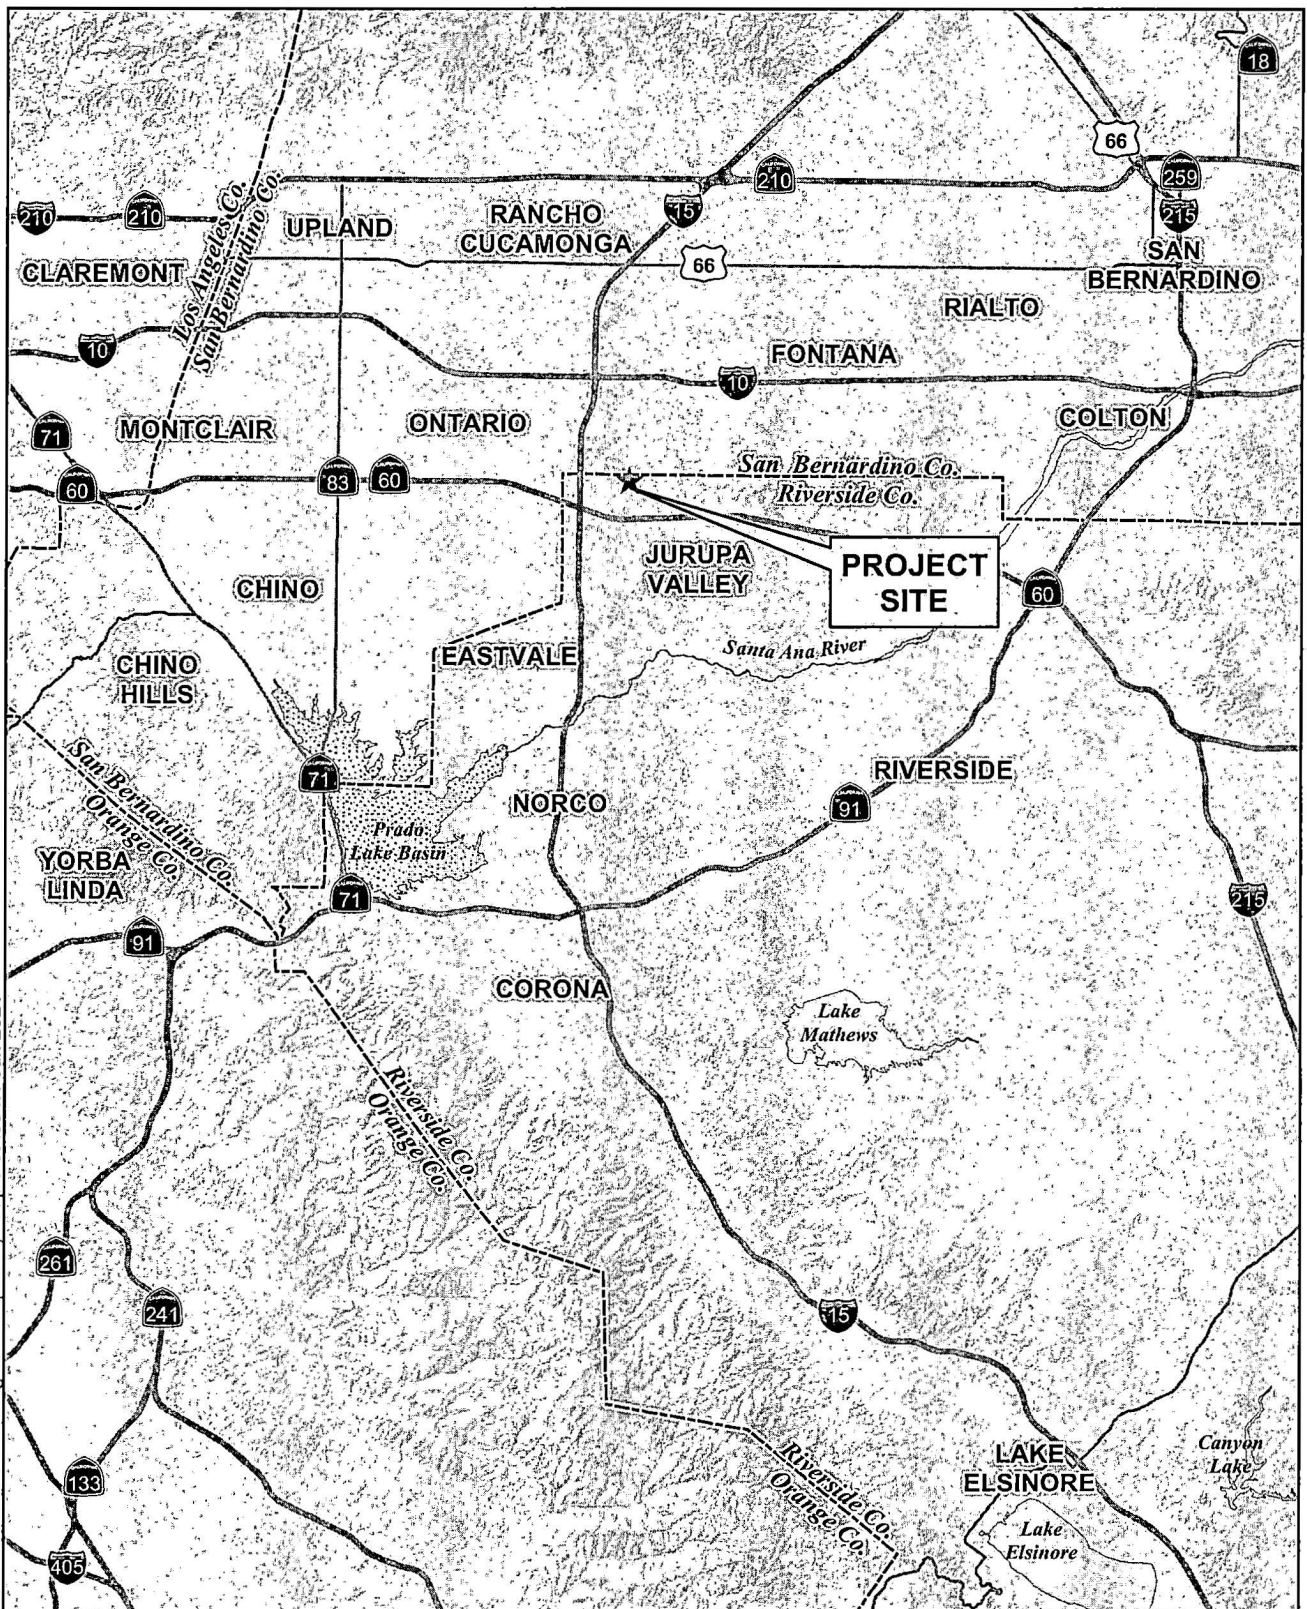 18
66
259
210
215
210
210
15
UPLAND
RANCHO
CUCAMONGA
CLAREMONT
Los Angeles Co.
San Bernardino Co.
66
SAN
BERNARDINO
RIALTO
10
FONTANA
10
71
MONTCLAIR
ONTARIO
COLTON
60
83
60
San Bernardino Co.
Riverside Co.
JURUPA
VALLEY
PROJECT
SITE
60
CHINO
EASTVALE
Santa Ana River
CHINO
HILLS
San Bernardino Co.
Orange Co.
71
RIVERSIDE
91
NORCO
Prado
Lake Basin
YORBA
LINDA
71
215
91
CORONA
Lake
Mathews
Riverside Co.
Orange Co.
261
241
15
133
LAKE
ELSINORE
Canyon
Lake
Riverside Co.
Orange Co.
Lake
Elsinore
405